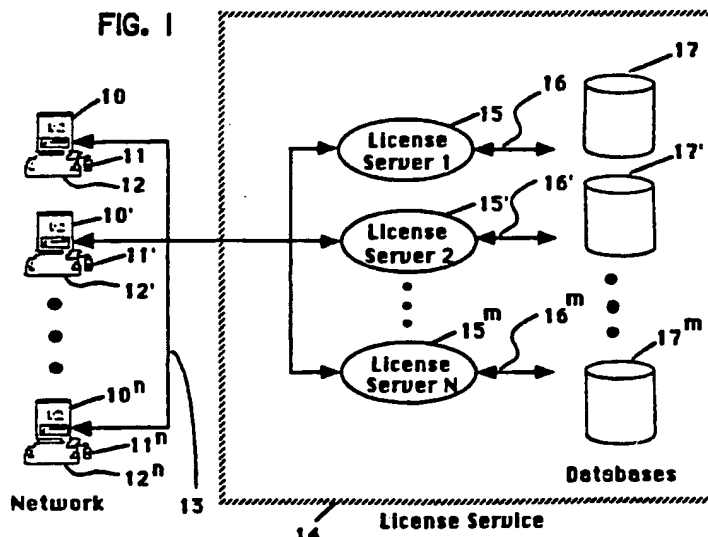 FIG. 1
10
11
12
10'
11'
12'
10n
11n
12n
Network
13
15
16
17
License
Server 1
15'
16'
17'
License
Server 2
15m
16m
17m
License
Server N
Databases
14
License Service